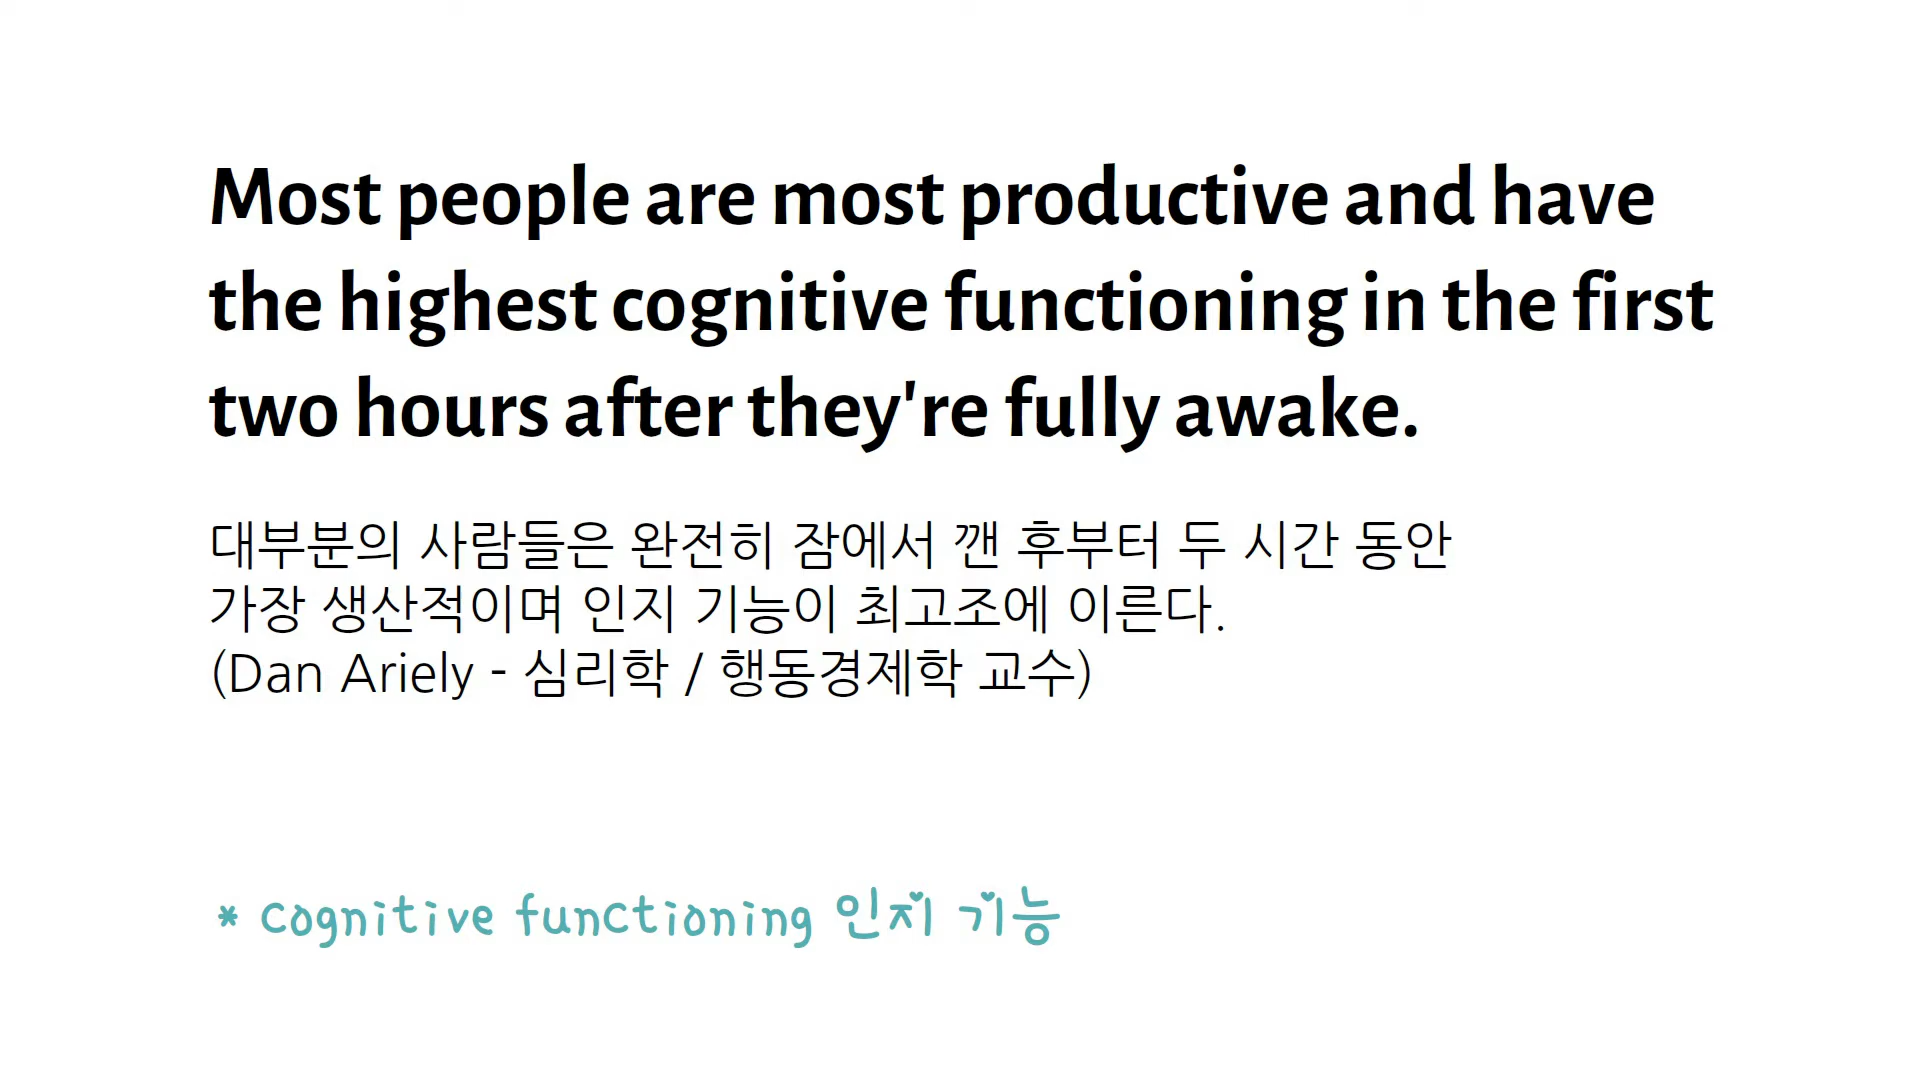 Most people are most productive and have
the highest cognitive functioning in the first
two hours after they're fully awake.
대부분의 사람들은 완전히 잠에서 깬 후부터 두 시간 동안
가장 생산적이며 인지 기능이 최고조에 이른다.
(Dan Ariely - 심리학 / 행동경제학 교수)
* cognitive functioning 인지 기능